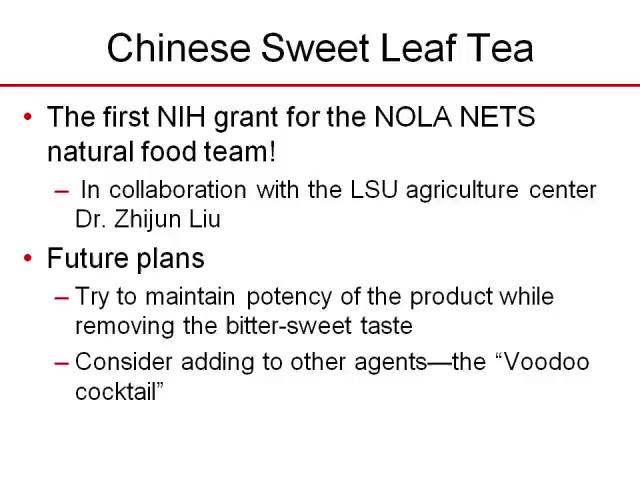 Chinese Sweet Leaf Tea
• The first NIH grant for the NOLA NETS
natural food team!
– In collaboration with the LSU agriculture center
Dr. Zhijun Liu
• Future plans
– Try to maintain potency of the product while
removing the bitter-sweet taste
– Consider adding to other agents—the “Voodoo
cocktail”